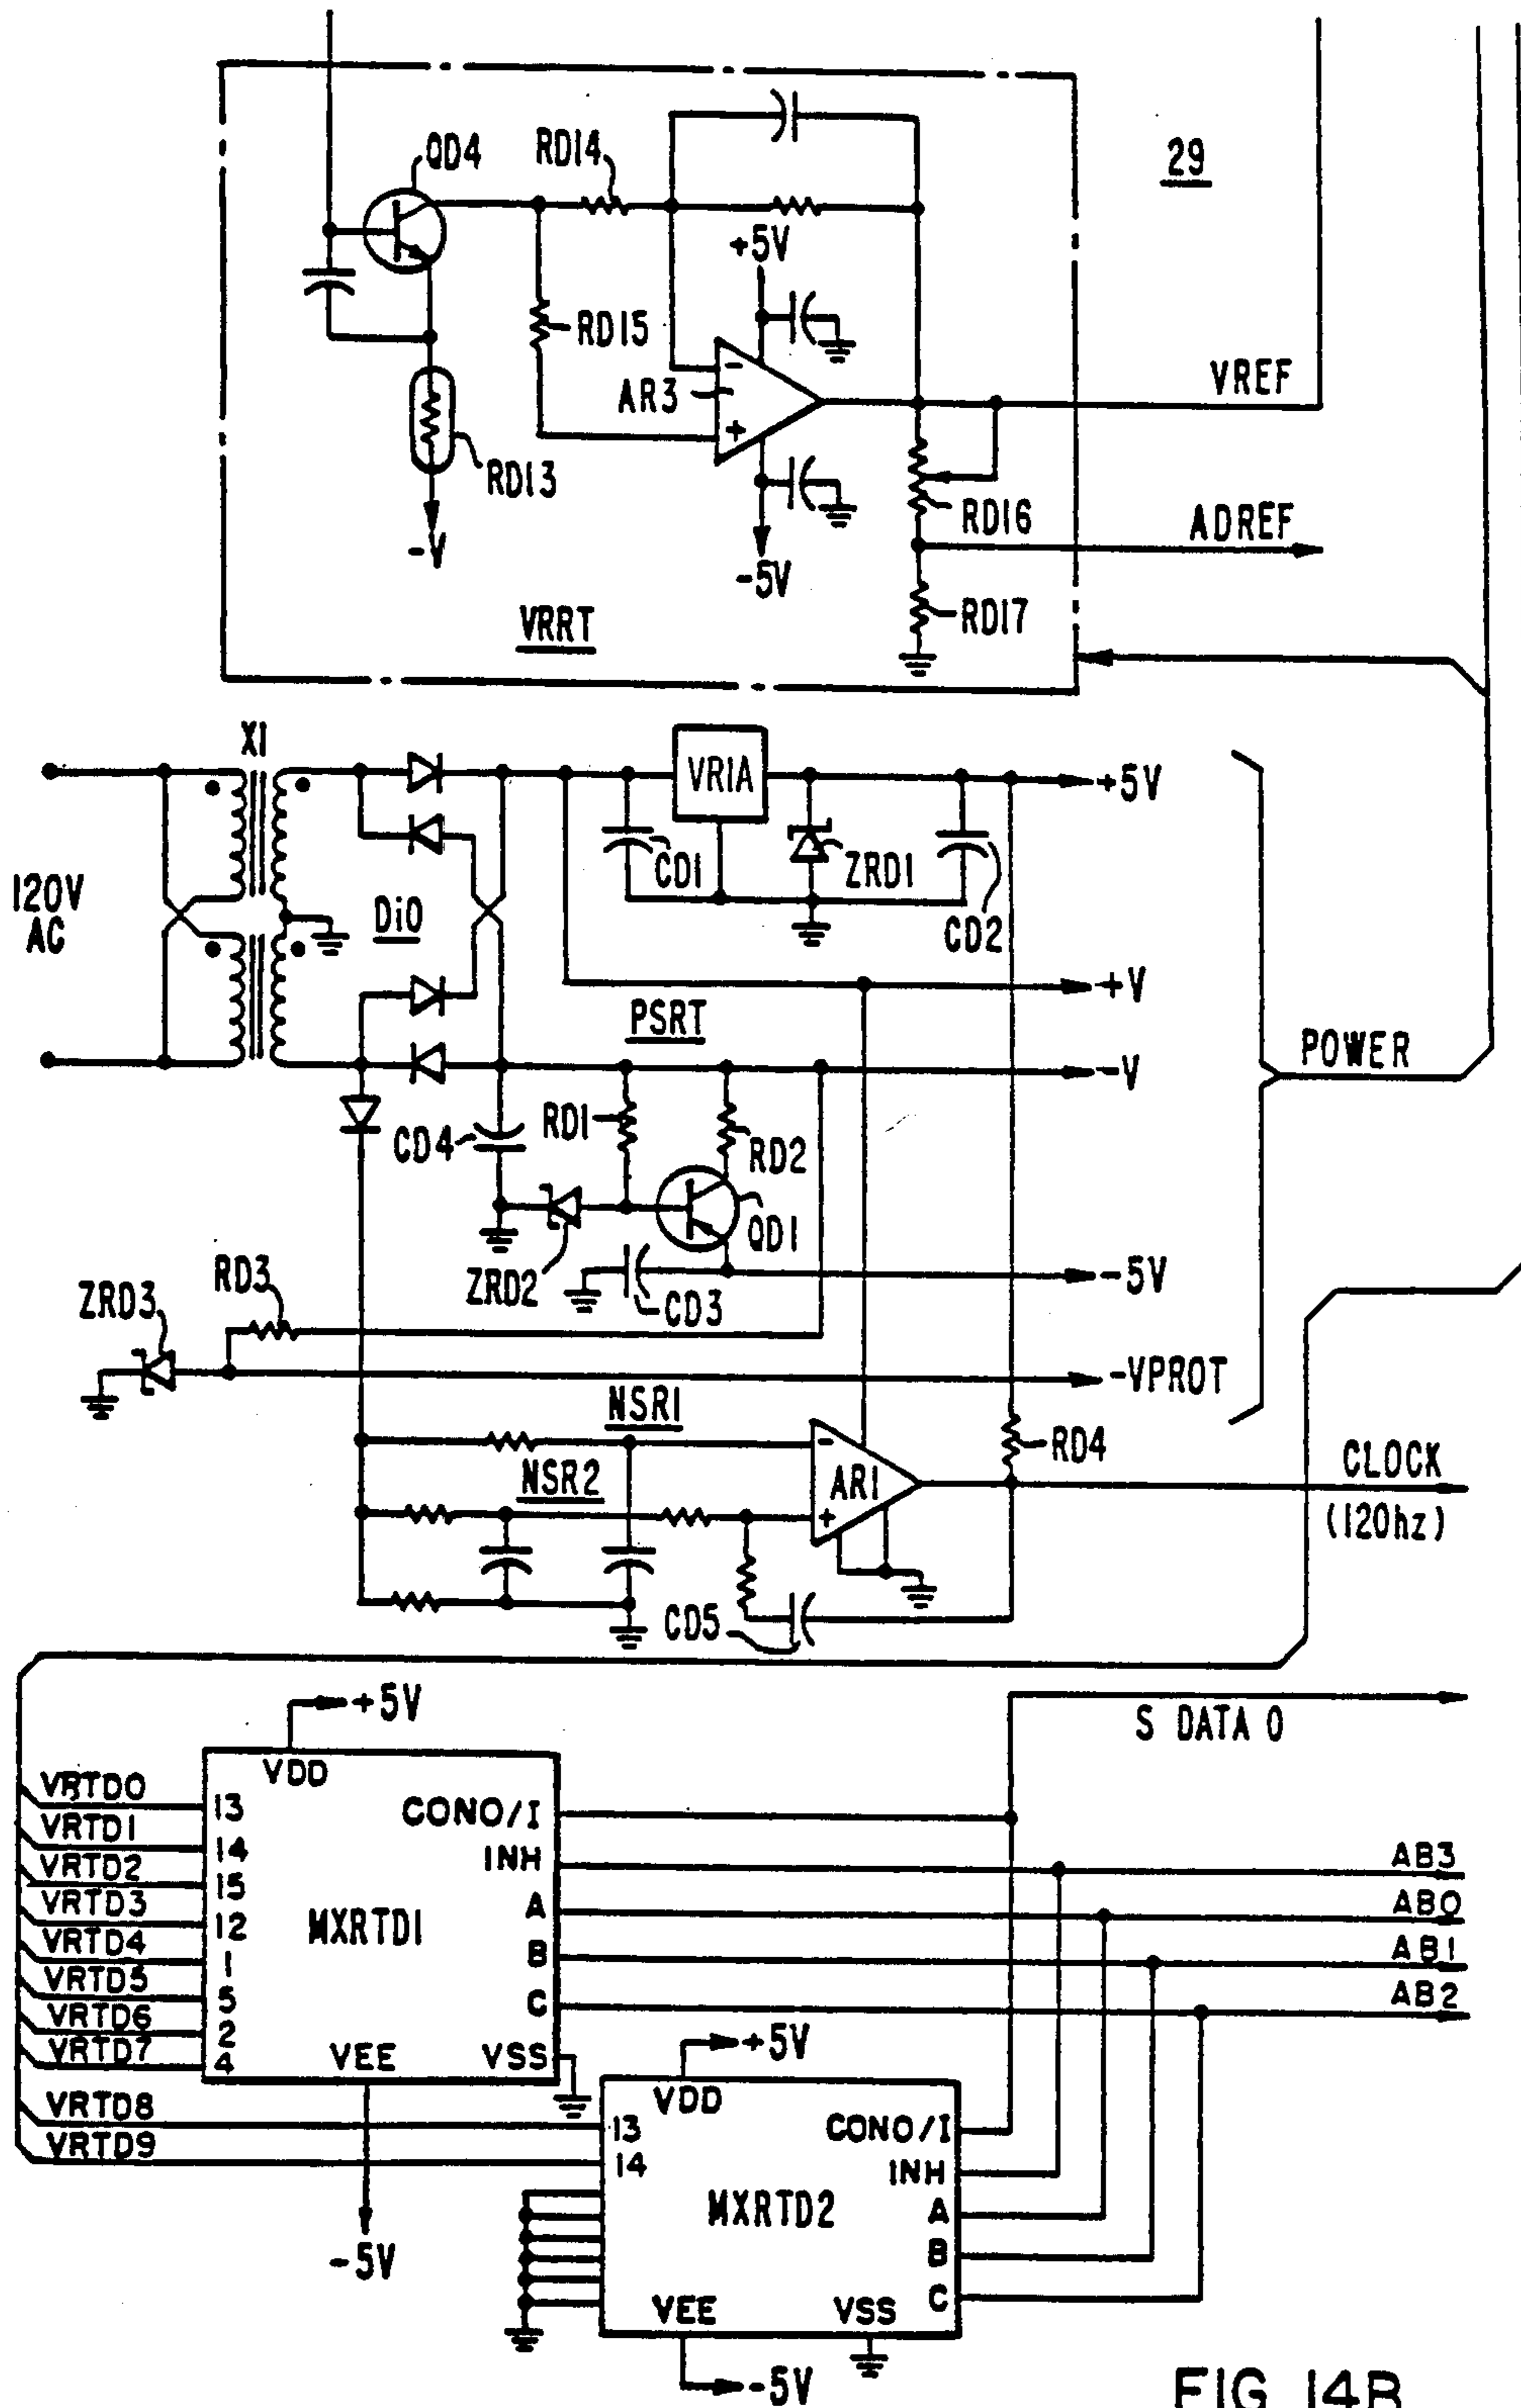 29
QD4
RD14
+5V
RD15
AR3
-
+
VREF
RD13
RD16
ADREF
-V
-5V
RD17
VRRT
X1
VR1A
+5V
120V
AC
CD1
ZRD1
CD2
DiO
+V
PSRT
POWER
-V
RD1
CD4
RD2
QD1
ZRD2
-5V
CD3
RD3
ZRD3
-VPROT
NSR1
RD4
-
AR1
CLOCK
NSR2
+
(120hz)
CD5
+5V
S DATA 0
VDD
VRTD0
13
CONO/I
VRTD1
14
INH
AB3
VRTD2
15
VRTD3
12
MXRTD1
A
AB0
VRTD4
1
B
AB1
VRTD5
5
C
AB2
VRTD6
2
VRTD7
4
VEE
VSS
+5V
VDD
VRTD8
13
CONO/I
VRTD9
14
INH
MXRTD2
A
-5V
B
C
VEE
VSS
-5V
FIG 14B